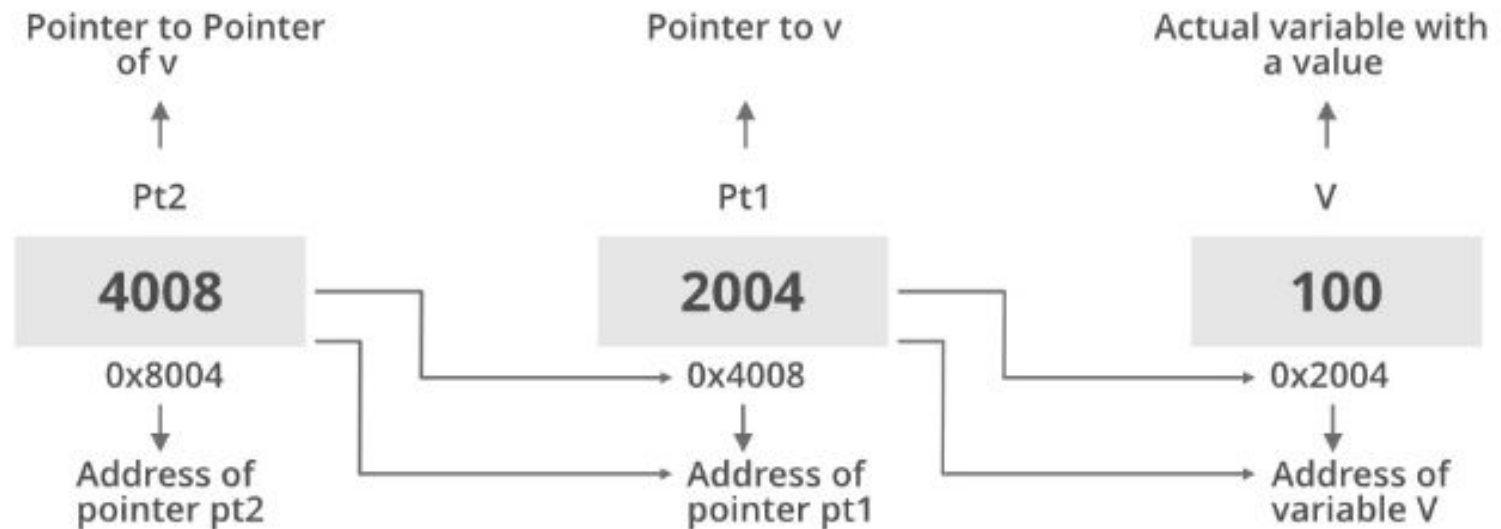 Pointer to Pointer
of v
Pointer to v
Actual variable with
a value
Pt2
Pt1
V
4008
2004
100
0x8004
0x4008
0x2004
Address of
pointer pt2
Address of
pointer pt1
Address of
variable V